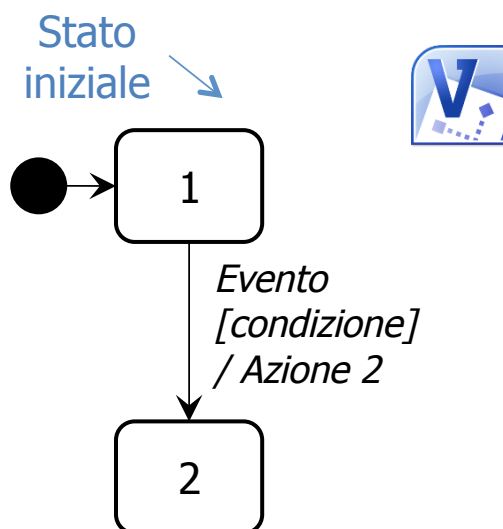 Stato
iniziale
V
1
Evento
[condizione]
/ Azione 2
2